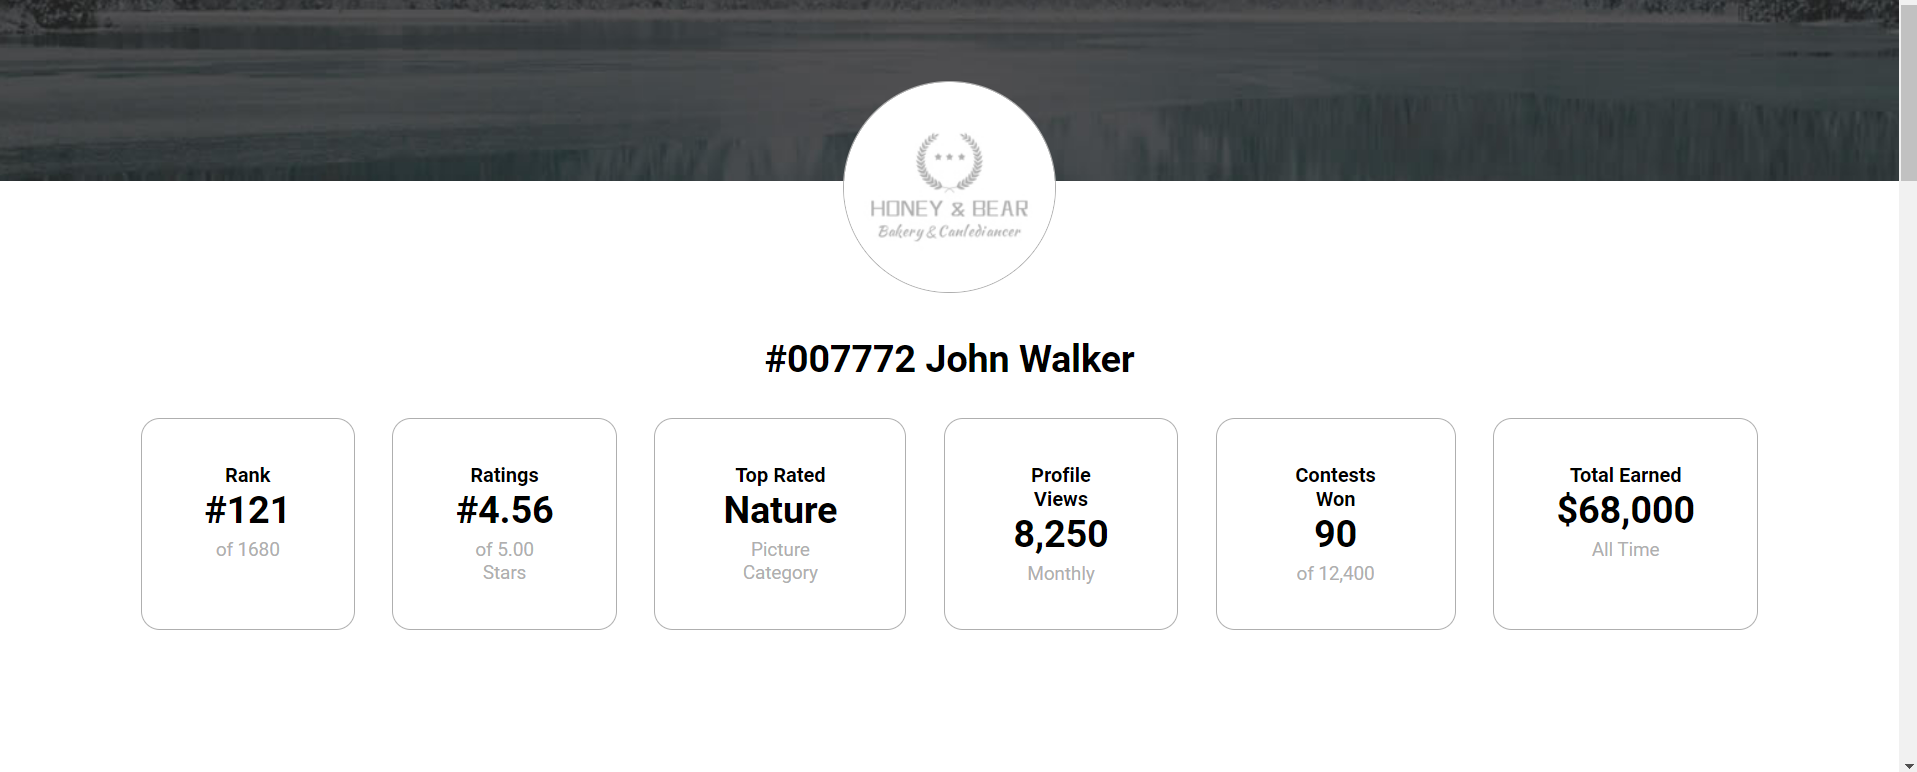 HONEY & BEAR
Bakery & Canlediancer
#007772 John Walker
Rank
#121
of 1680
Ratings
#4.56
of 5.00
Stars
Top Rated
Nature
Picture
Category
Profile
Views
8,250
Monthly
Contests
Won
90
of 12,400
Total Earned
$68,000
All Time